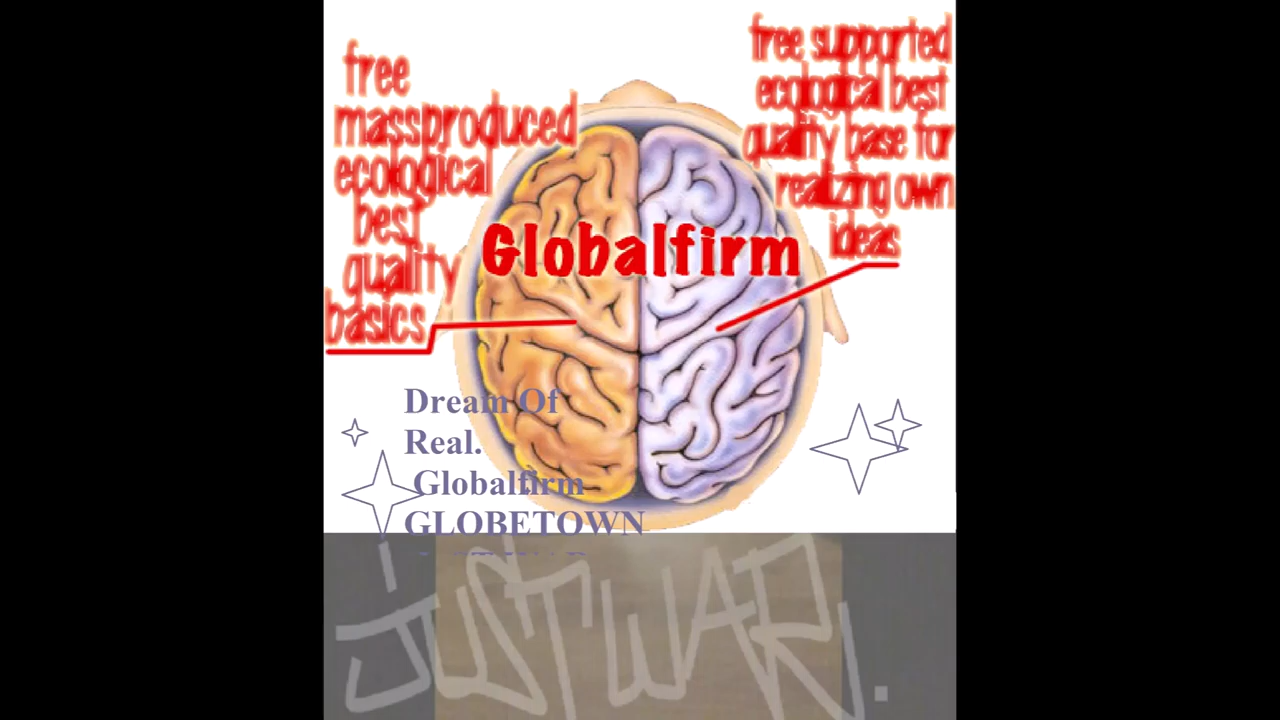 free
massproduced
ecological
best
quality
basics
free supported
ecological best
quality base for
realizing own
ideas
Globalfirm
Dream Of
Real.
Globalfirm
GLOBETOWN
JUST WAR.